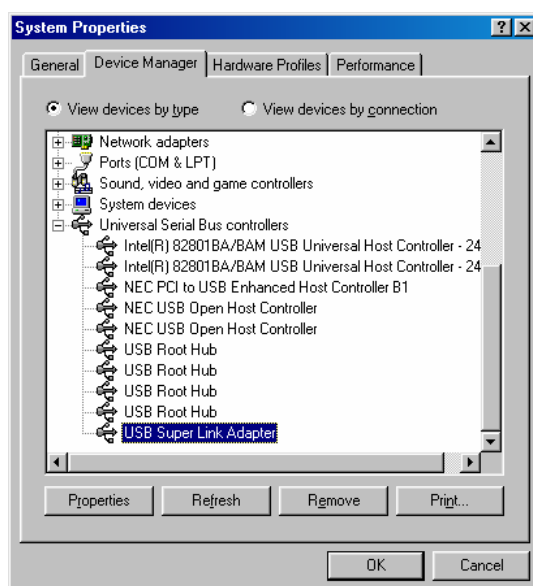 System Properties
General Device Manager Hardware Profiles Performance
View devices by type View devices by connection
Network adapters
Ports (COM & LPT)
Sound, video and game controllers
System devices
Universal Serial Bus controllers
Intel(R) 82801BA/BAM USB Universal Host Controller - 24
Intel(R) 82801BA/BAM USB Universal Host Controller - 24
NEC PCI to USB Enhanced Host Controller B1
NEC USB Open Host Controller
NEC USB Open Host Controller
USB Root Hub
USB Root Hub
USB Root Hub
USB Root Hub
USB Super Link Adapter
Properties Refresh Remove Print...
OK Cancel